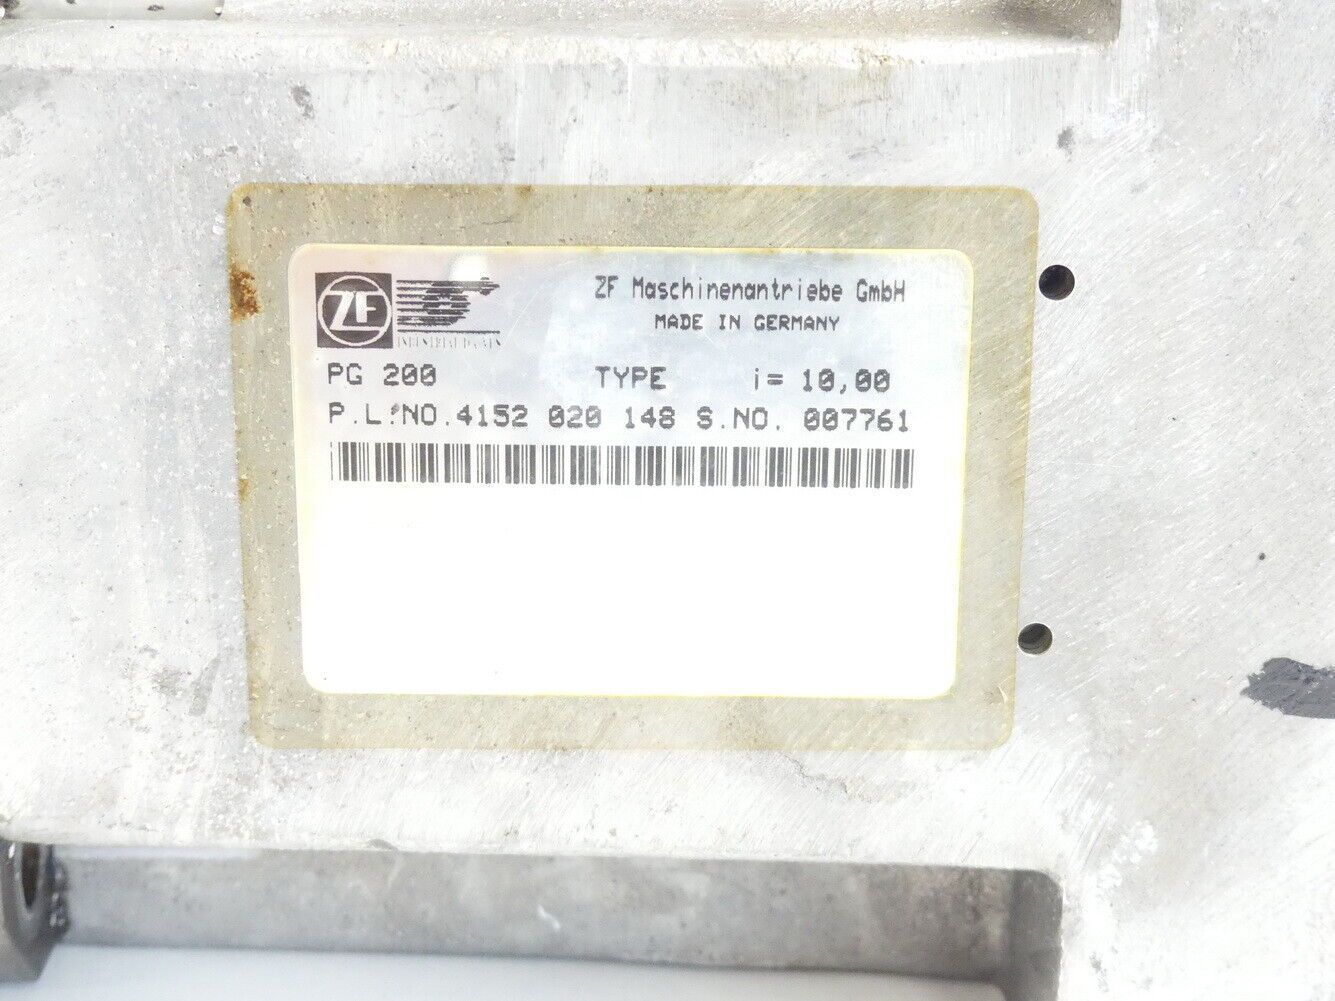 ZF
ZF Maschinenantriebe GmbH
MADE IN GERMANY
PG 200 TYPE i= 10,00
P.L.NO.4152 020 148 S.NO. 007761